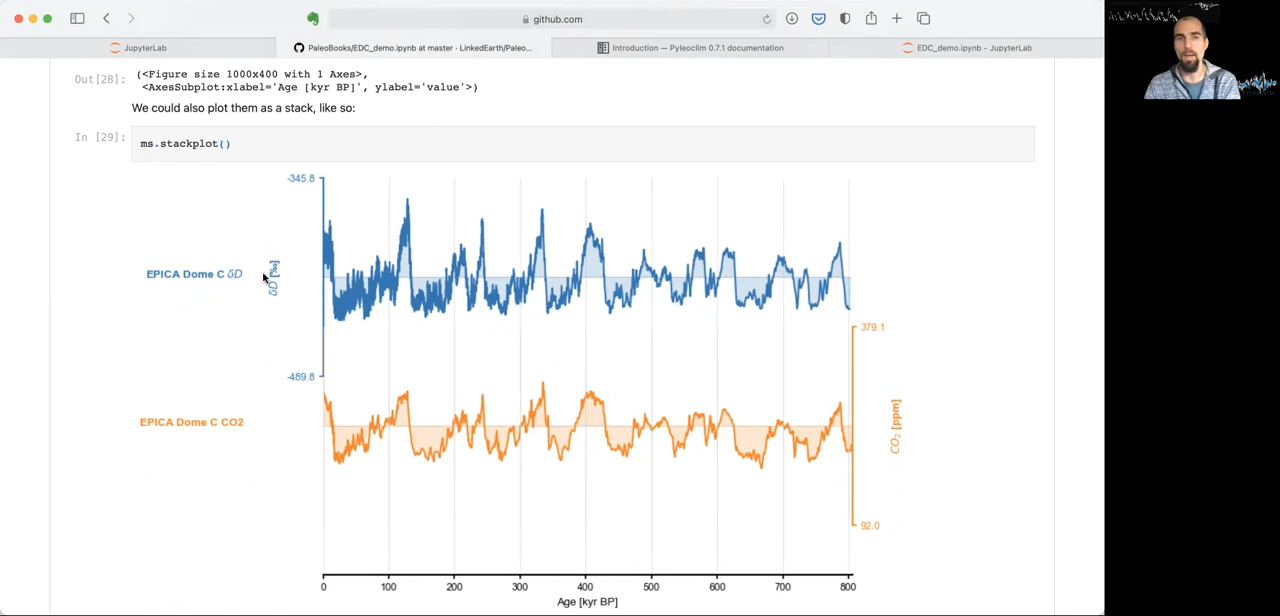 github.com
JupyterLab
PaleoBooks/EDC_demo.ipynb at master · LinkedEarth/Paleo...
Introduction — Pyleoclim 0.7.1 documentation
EDC_demo.ipynb - JupyterLab
Out[28]: (<Figure size 1000x400 with 1 Axes>,
<AxesSubplot:xlabel='Age [kyr BP]', ylabel='value'>)
We could also plot them as a stack, like so:
In [29]: ms.stackplot()
-345.8
EPICA Dome C δD
δD [‰]
-489.8
379.1
EPICA Dome C CO2
CO₂ [ppm]
92.0
0 100 200 300 400 500 600 700 800
Age [kyr BP]